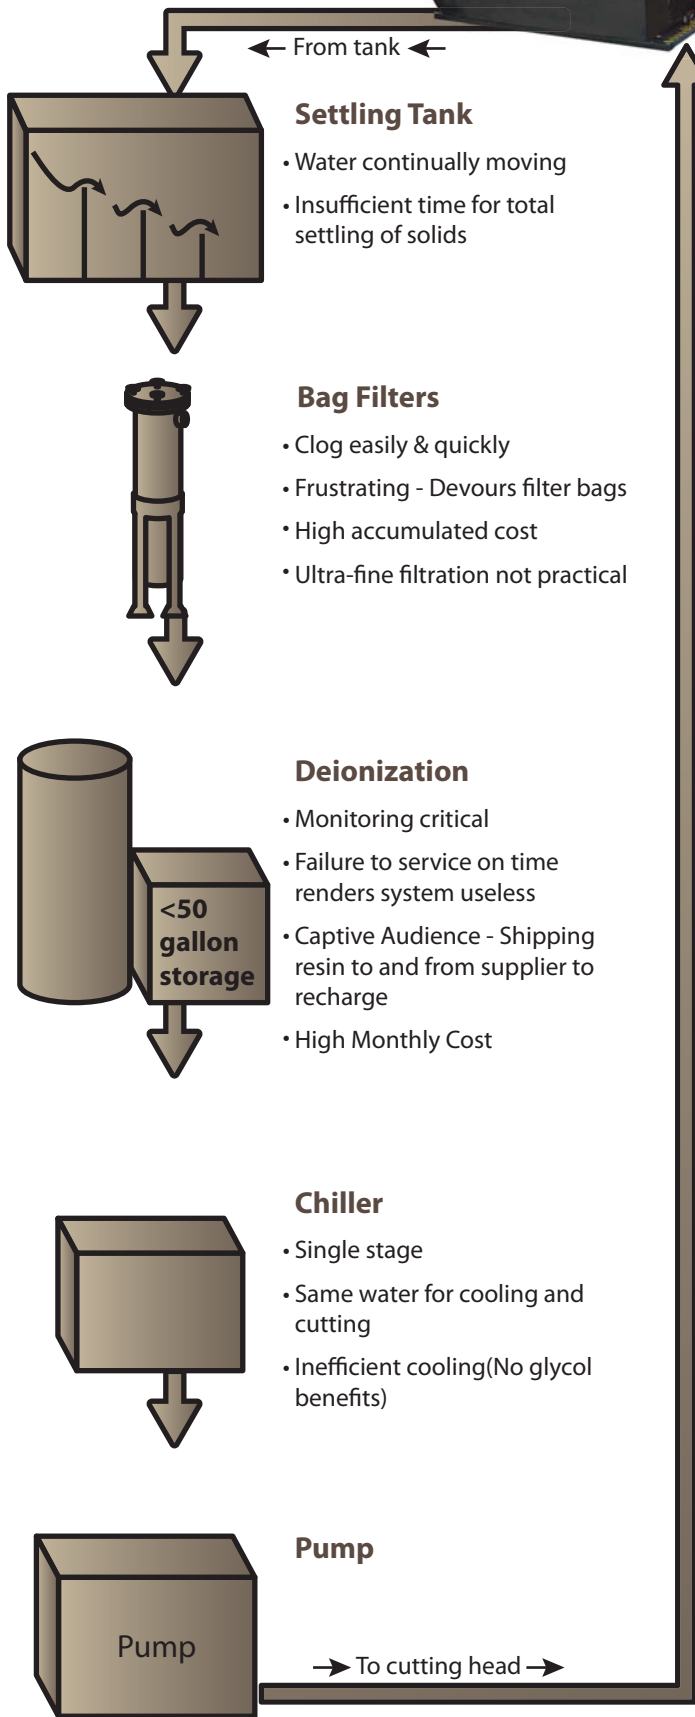 From tank
Settling Tank
• Water continually moving
• Insufficient time for total
settling of solids
Bag Filters
• Clog easily & quickly
• Frustrating - Devours filter bags
• High accumulated cost
• Ultra-fine filtration not practical
Deionization
• Monitoring critical
• Failure to service on time
renders system useless
• Captive Audience - Shipping
resin to and from supplier to
recharge
• High Monthly Cost
<50
gallon
storage
Chiller
• Single stage
• Same water for cooling and
cutting
• Inefficient cooling(No glycol
benefits)
Pump
Pump
To cutting head